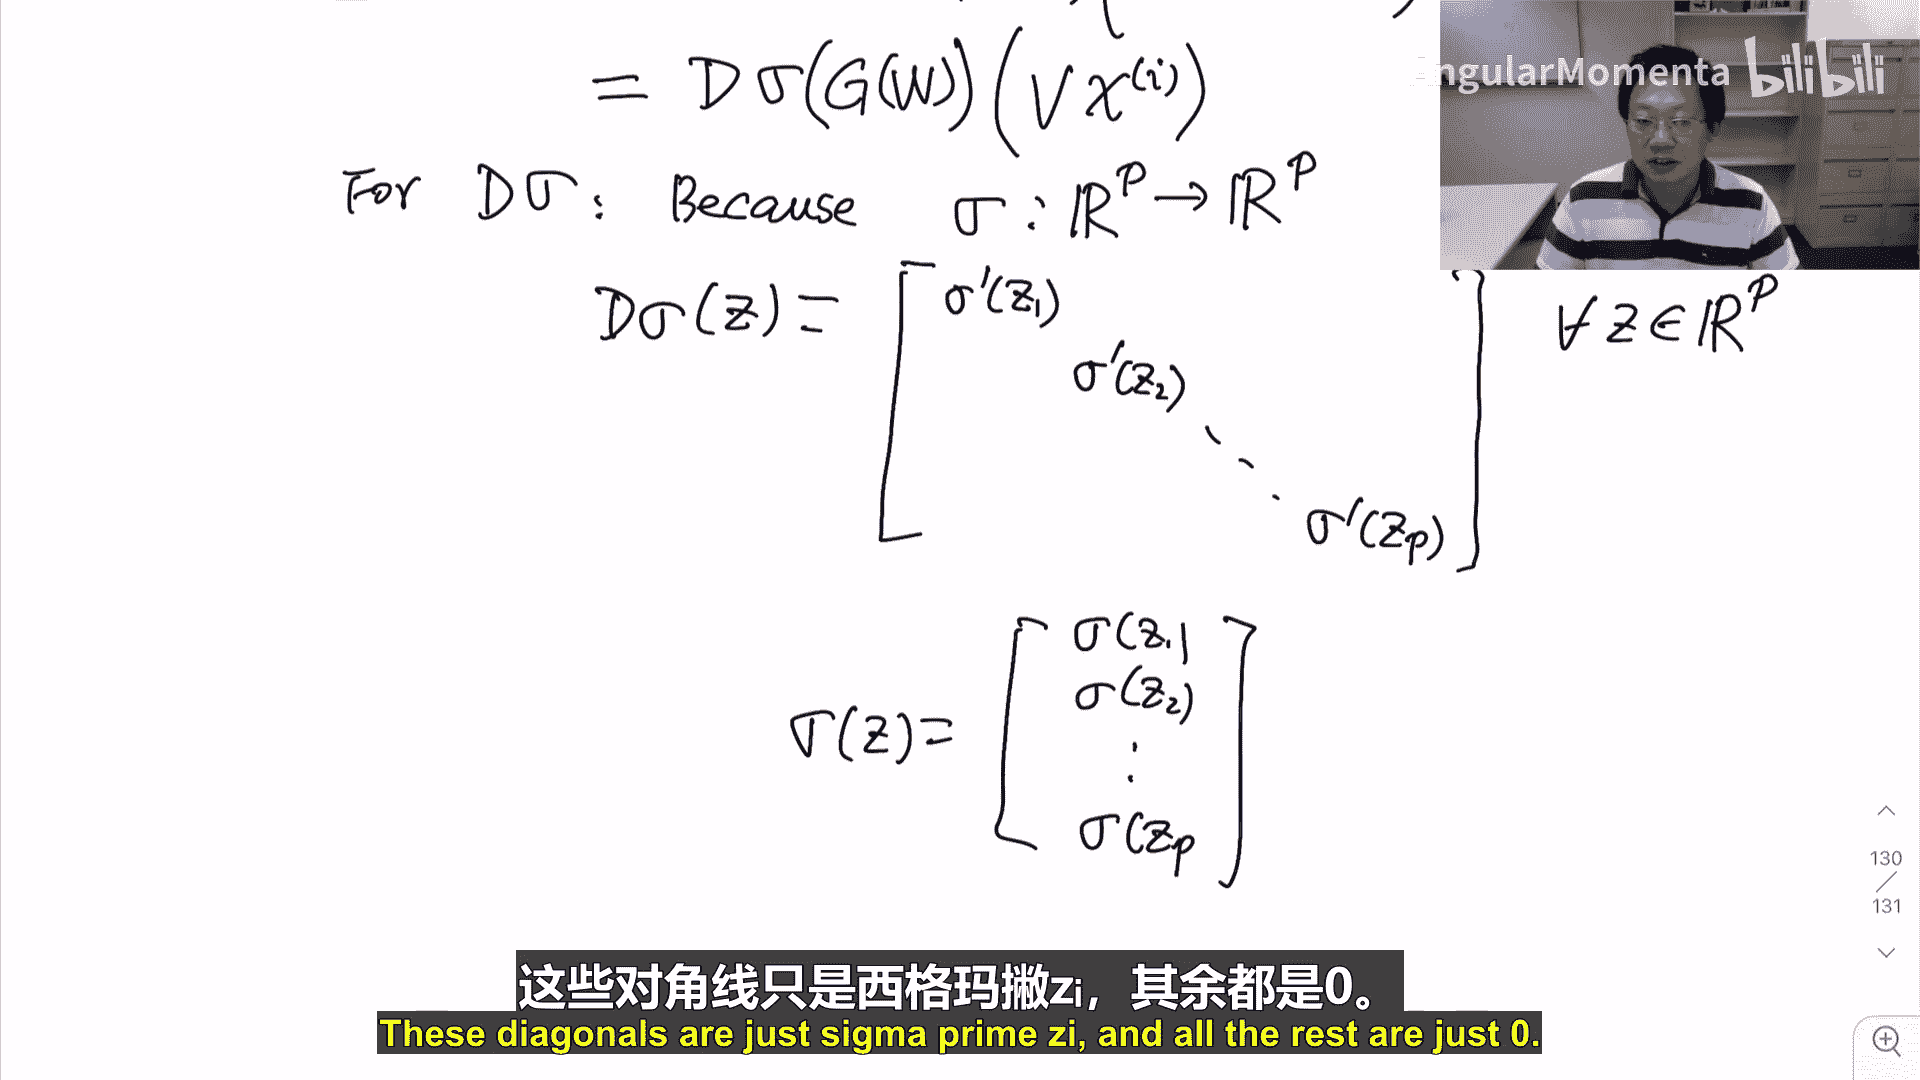 = Dσ(G(W))(Vx^(i))
ngularMomenta bilibili
For Dσ: Because σ: ℝ^p → ℝ^p
Dσ(z) = [ σ'(z₁) σ'(z₂) ⋱ σ'(z_p) ] ∀ z ∈ ℝ^p
σ(z) = [ σ(z₁) σ(z₂) ⋮ σ(z_p ]
130
/
131
这些对角线只是西格玛撇zi，其余都是0。
These diagonals are just sigma prime zi, and all the rest are just 0.